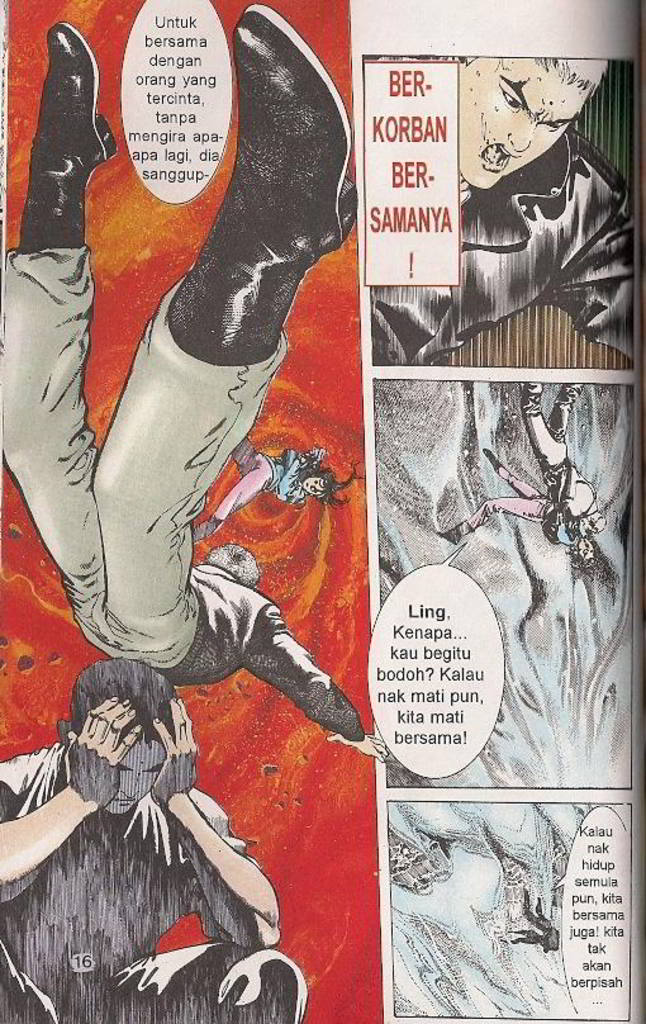 Untuk
bersama
dengan
orang yang
tercinta,
tanpa
mengira apa-
apa lagi, dia
sanggup-
BER-
KORBAN
BER-
SAMANYA
!
Ling,
Kenapa...
kau begitu
bodoh? Kalau
nak mati pun,
kita mati
bersama!
Kalau
nak
hidup
semula
pun, kita
bersama
juga! kita
tak
akan
berpisah
...
16